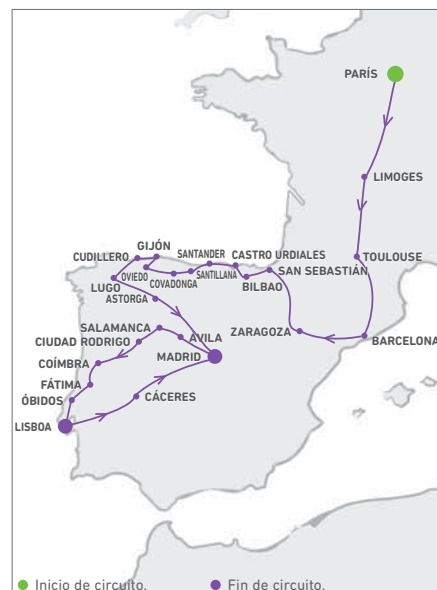 PARÍS
LIMOGES
GIJÓN
CUDILLERO
SANTANDER
CASTRO URDIALES
TOULOUSE
OVIEDO
COVADONGA
SANTILLANA
SAN SEBASTIÁN
LUGO
BILBAO
ASTORGA
SALAMANCA
ZARAGOZA
CIUDAD RODRIGO
ÁVILA
BARCELONA
MADRID
COÍMBRA
FÁTIMA
CÁCERES
ÓBIDOS
LISBOA
Inicio de circuito.
Fin de circuito.